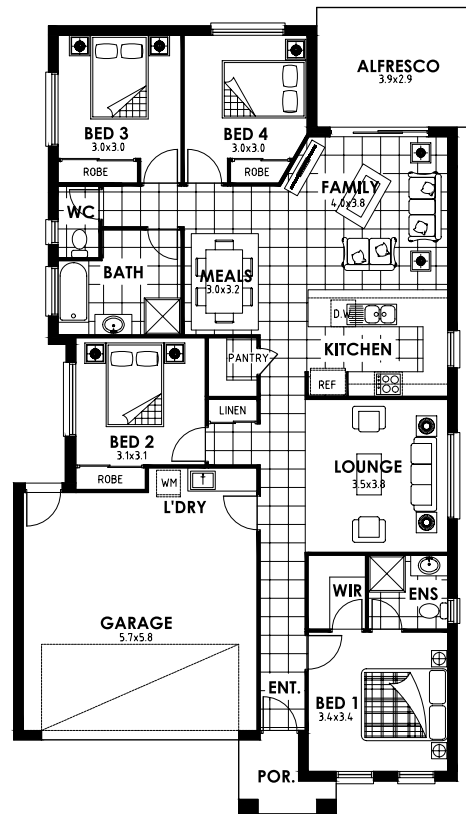 ALFRESCO
3.9x2.9
BED 3
3.0x3.0
BED 4
3.0x3.0
ROBE
ROBE
FAMILY
4.0x3.8
WC
BATH
MEALS
3.0x3.2
D.W
KITCHEN
PANTRY
REF
LINEN
BED 2
3.1x3.1
ROBE
WM
L'DRY
LOUNGE
3.5x3.8
WIR
ENS
GARAGE
5.7x5.8
ENT.
BED 1
3.4x3.4
POR.